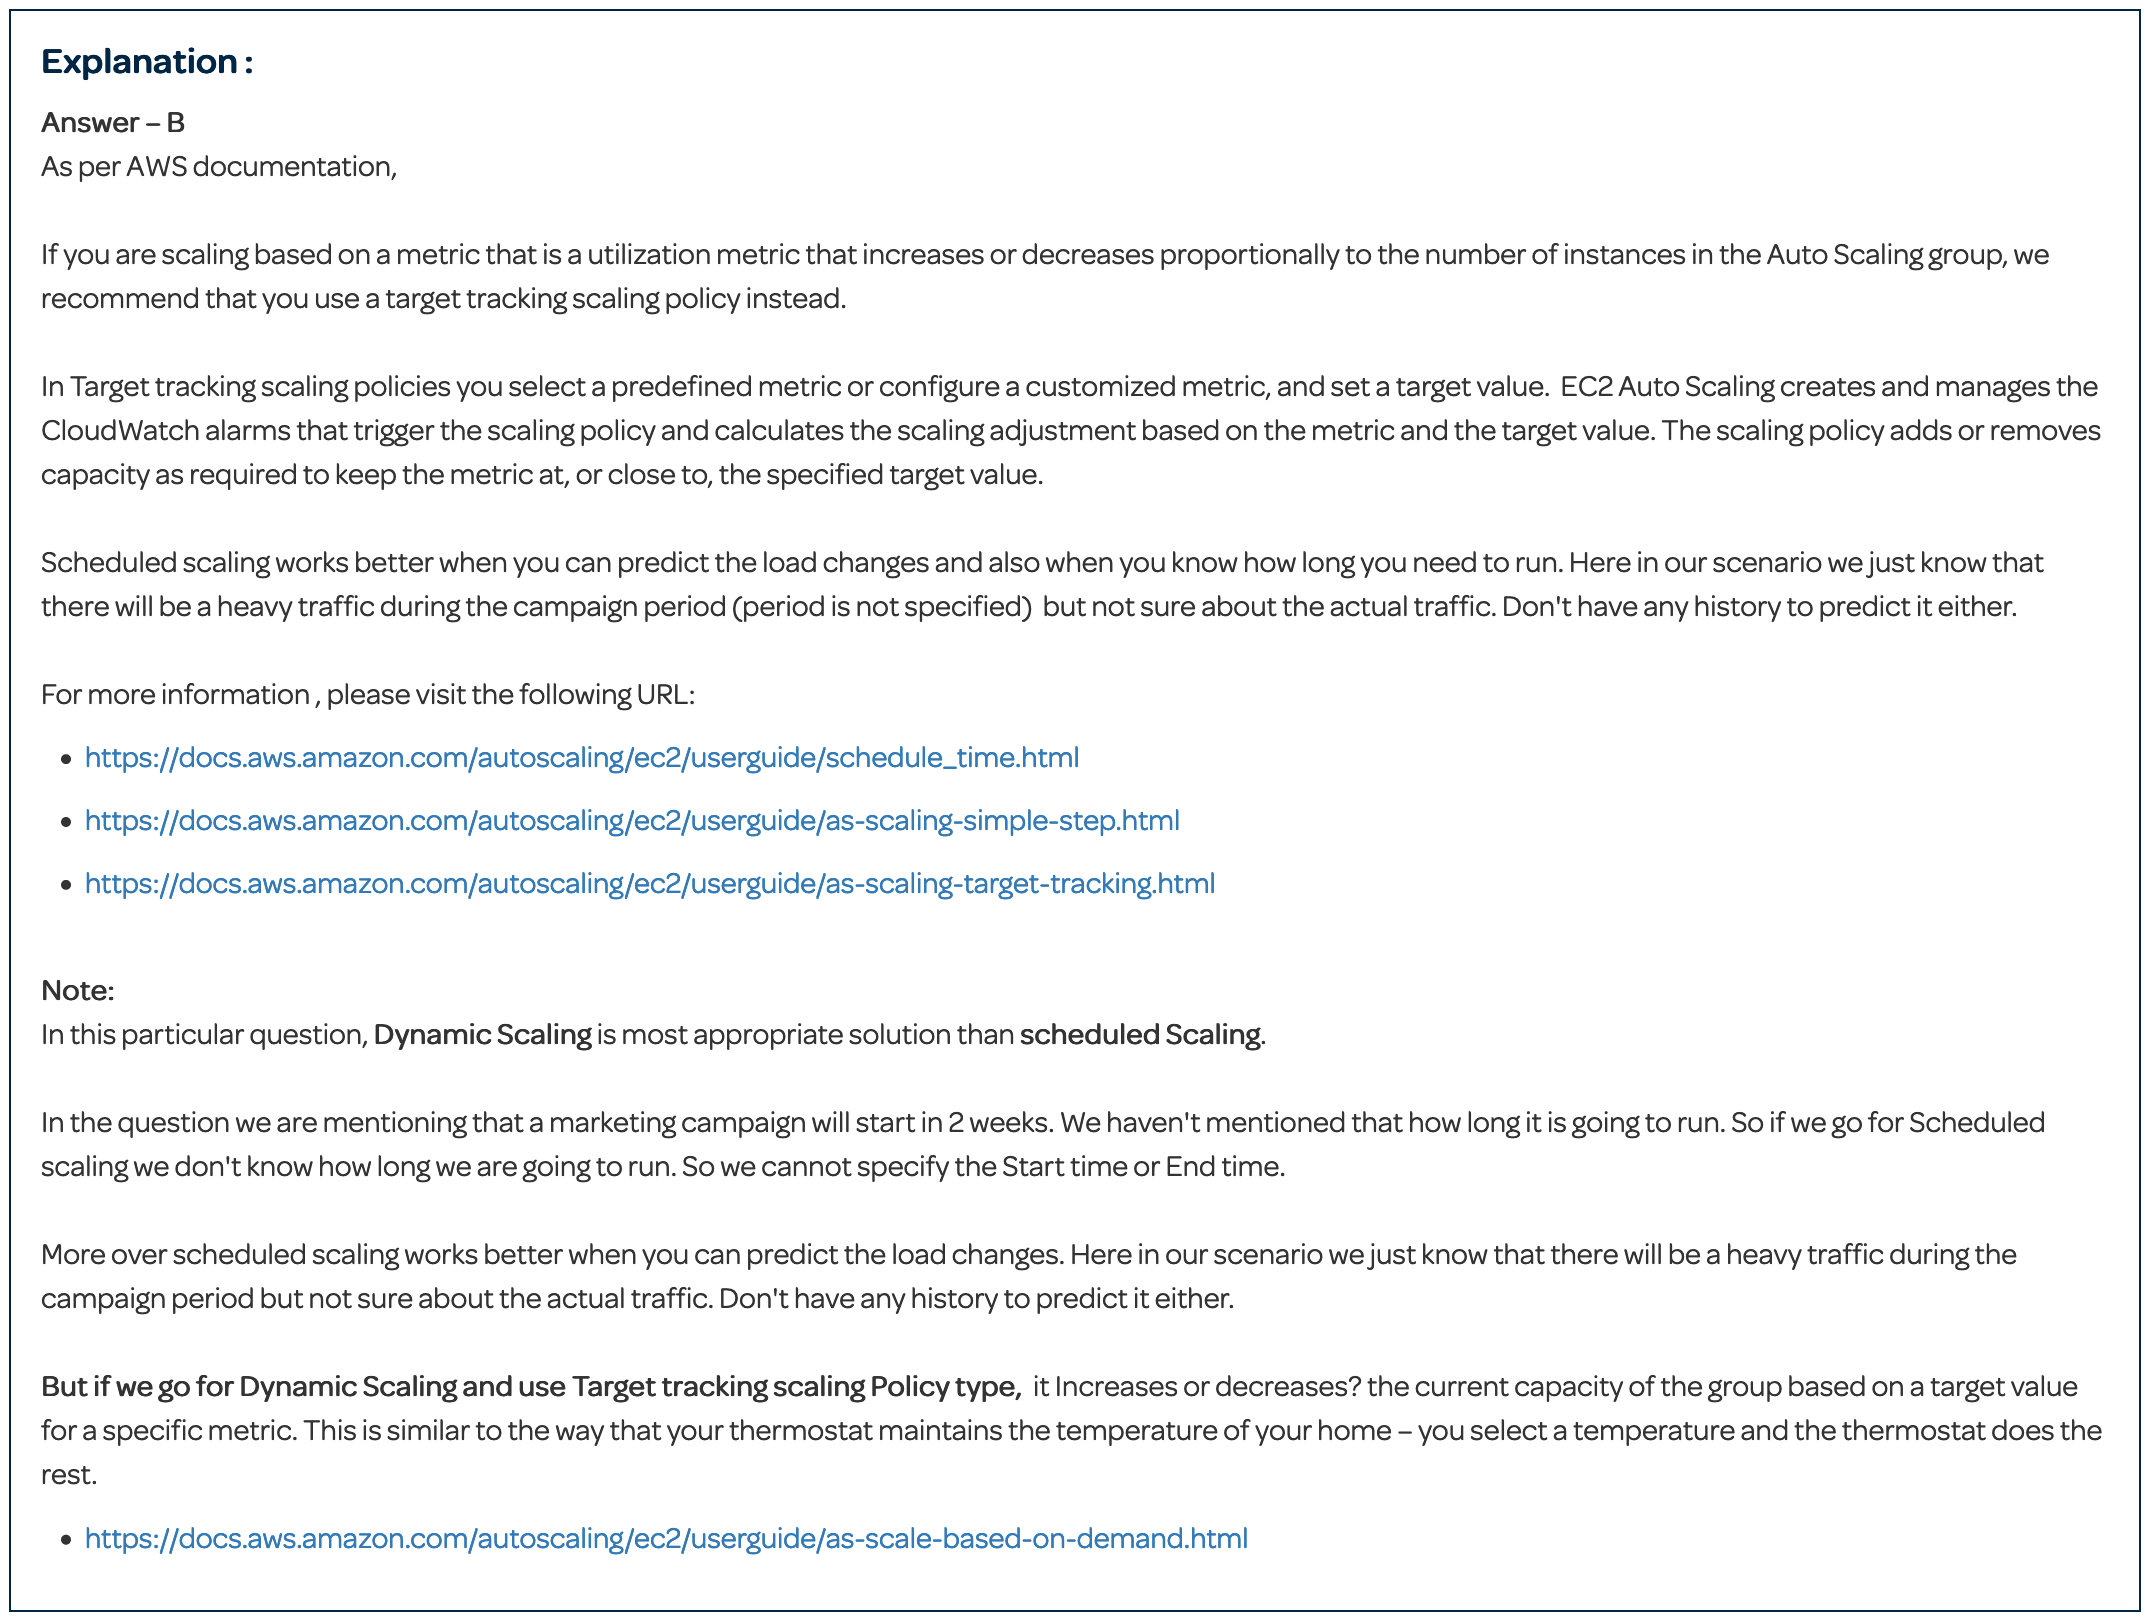 Explanation :
Answer – B
As per AWS documentation,
If you are scaling based on a metric that is a utilization metric that increases or decreases proportionally to the number of instances in the Auto Scaling group, we
recommend that you use a target tracking scaling policy instead.
In Target tracking scaling policies you select a predefined metric or configure a customized metric, and set a target value.  EC2 Auto Scaling creates and manages the
CloudWatch alarms that trigger the scaling policy and calculates the scaling adjustment based on the metric and the target value. The scaling policy adds or removes
capacity as required to keep the metric at, or close to, the specified target value.
Scheduled scaling works better when you can predict the load changes and also when you know how long you need to run. Here in our scenario we just know that
there will be a heavy traffic during the campaign period (period is not specified)  but not sure about the actual traffic. Don't have any history to predict it either.
For more information , please visit the following URL:
• https://docs.aws.amazon.com/autoscaling/ec2/userguide/schedule_time.html
• https://docs.aws.amazon.com/autoscaling/ec2/userguide/as-scaling-simple-step.html
• https://docs.aws.amazon.com/autoscaling/ec2/userguide/as-scaling-target-tracking.html
Note:
In this particular question, Dynamic Scaling is most appropriate solution than scheduled Scaling.
In the question we are mentioning that a marketing campaign will start in 2 weeks. We haven't mentioned that how long it is going to run. So if we go for Scheduled
scaling we don't know how long we are going to run. So we cannot specify the Start time or End time.
More over scheduled scaling works better when you can predict the load changes. Here in our scenario we just know that there will be a heavy traffic during the
campaign period but not sure about the actual traffic. Don't have any history to predict it either.
But if we go for Dynamic Scaling and use Target tracking scaling Policy type,  it Increases or decreases? the current capacity of the group based on a target value
for a specific metric. This is similar to the way that your thermostat maintains the temperature of your home – you select a temperature and the thermostat does the
rest.
• https://docs.aws.amazon.com/autoscaling/ec2/userguide/as-scale-based-on-demand.html